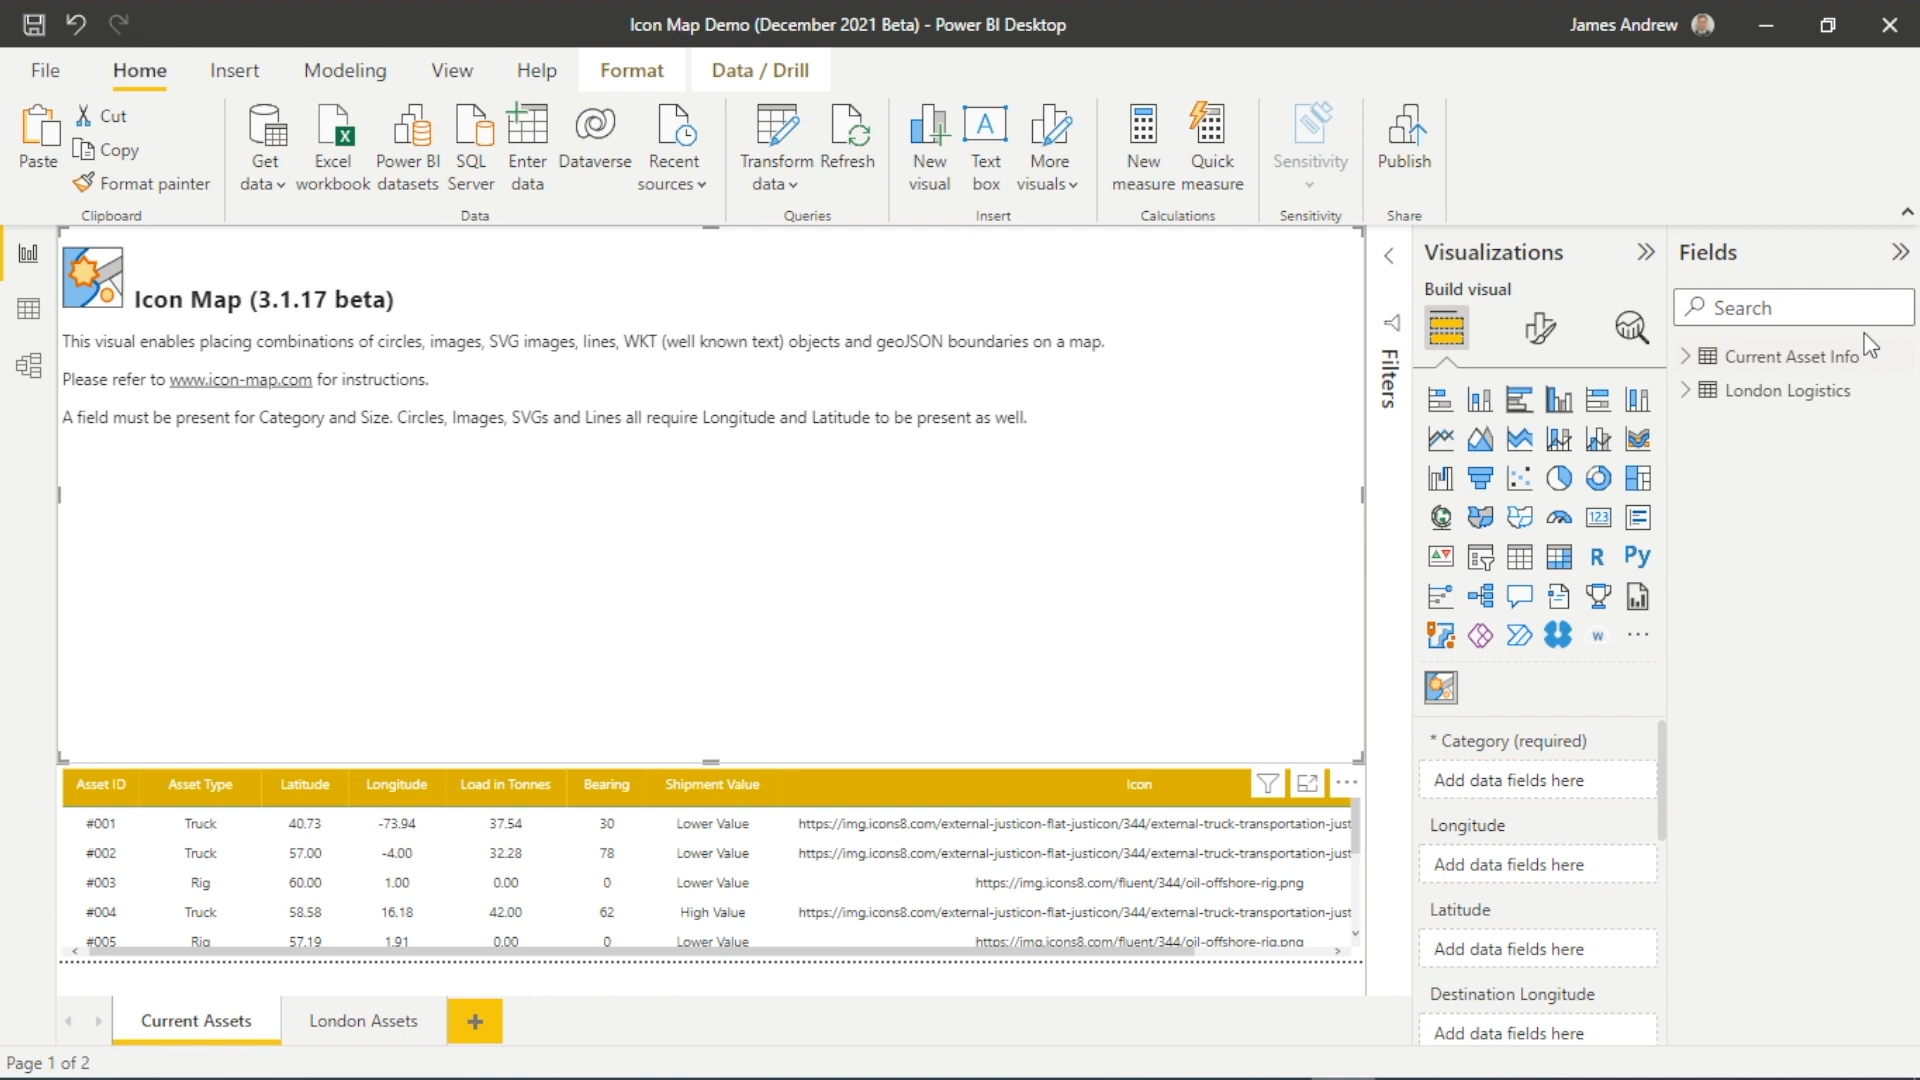 Icon Map Demo (December 2021 Beta) - Power BI Desktop
James Andrew
File Home Insert Modeling View Help Format Data / Drill
Paste
Cut
Copy
Format painter
Clipboard
Get data
Excel workbook
Power BI datasets
SQL Server
Enter data
Dataverse
Recent sources
Data
Transform data
Refresh
Queries
New visual
Text box
More visuals
Insert
New measure
Quick measure
Calculations
Sensitivity
Sensitivity
Publish
Share
Icon Map (3.1.17 beta)
This visual enables placing combinations of circles, images, SVG images, lines, WKT (well known text) objects and geoJSON boundaries on a map.
Please refer to www.icon-map.com for instructions.
A field must be present for Category and Size. Circles, Images, SVGs and Lines all require Longitude and Latitude to be present as well.
Asset ID Asset Type Latitude Longitude Load in Tonnes Bearing Shipment Value Icon
#001 Truck 40.73 -73.94 37.54 30 Lower Value https://img.icons8.com/external-justicon-flat-justicon/344/external-truck-transportation-just
#002 Truck 57.00 -4.00 32.28 78 Lower Value https://img.icons8.com/external-justicon-flat-justicon/344/external-truck-transportation-just
#003 Rig 60.00 1.00 0.00 0 Lower Value https://img.icons8.com/fluent/344/oil-offshore-rig.png
#004 Truck 58.58 16.18 42.00 62 High Value https://img.icons8.com/external-justicon-flat-justicon/344/external-truck-transportation-just
#005 Rig 57.19 1.91 0.00 0 Lower Value https://img.icons8.com/fluent/344/oil-offshore-rig.png
Current Assets London Assets +
Page 1 of 2
Filters
Visualizations
Build visual
123
R
Py
W
* Category (required)
Add data fields here
Longitude
Add data fields here
Latitude
Add data fields here
Destination Longitude
Add data fields here
Fields
Search
Current Asset Info
London Logistics